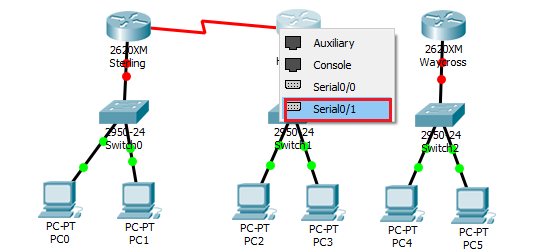 2620XM
Sterling
H
2620XM
Waycross
Auxiliary
Console
Serial0/0
Serial0/1
2950-24
Switch0
2950-24
Switch1
2950-24
Switch2
PC-PT
PC0
PC-PT
PC1
PC-PT
PC2
PC-PT
PC3
PC-PT
PC4
PC-PT
PC5